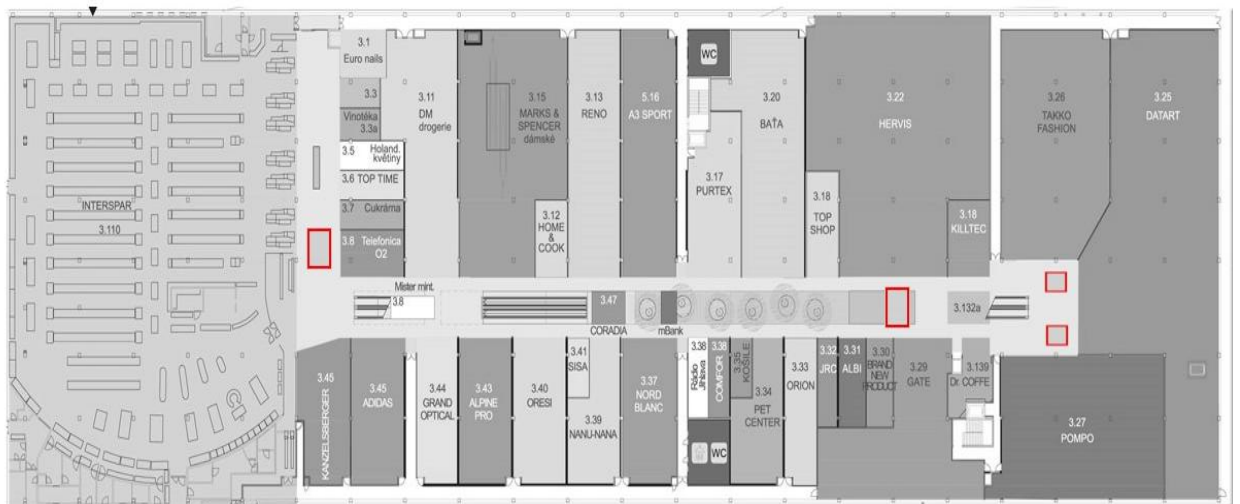 INTERSPAR
3.110
3.1
Euro nails
3.3
Vinotéka
3.3a
3.5 Holand.
květiny
3.6 TOP TIME
3.7 Cukrárna
3.8 Telefonica
O2
3.11
DM
drogerie
3.15
MARKS &
SPENCER
dámské
3.12
HOME
&
COOK
3.13
RENO
5.16
A3 SPORT
WC
3.17
PURTEX
3.20
BAŤA
3.18
TOP
SHOP
3.22
HERVIS
3.18
KILLTEC
3.26
TAKKO
FASHION
3.25
DATART
Mister mint.
3.8
3.47
CORADIA
mBank
3.132a
3.45
KANZELSBERGER
3.45
ADIDAS
3.44
GRAND
OPTICAL
3.43
ALPINE
PRO
3.40
ORESI
3.41
SISA
3.39
NANU-NANA
3.37
NORD
BLANC
3.38
Rádio
Jihlava
3.38
COMFOR
WC
3.35
KOŠILE
3.34
PET
CENTER
3.33
ORION
3.32
JRC
3.31
ALBI
3.30
BRAND
NEW
PRODUCT
3.29
GATE
3.139
Dr. COFFE
3.27
POMPO